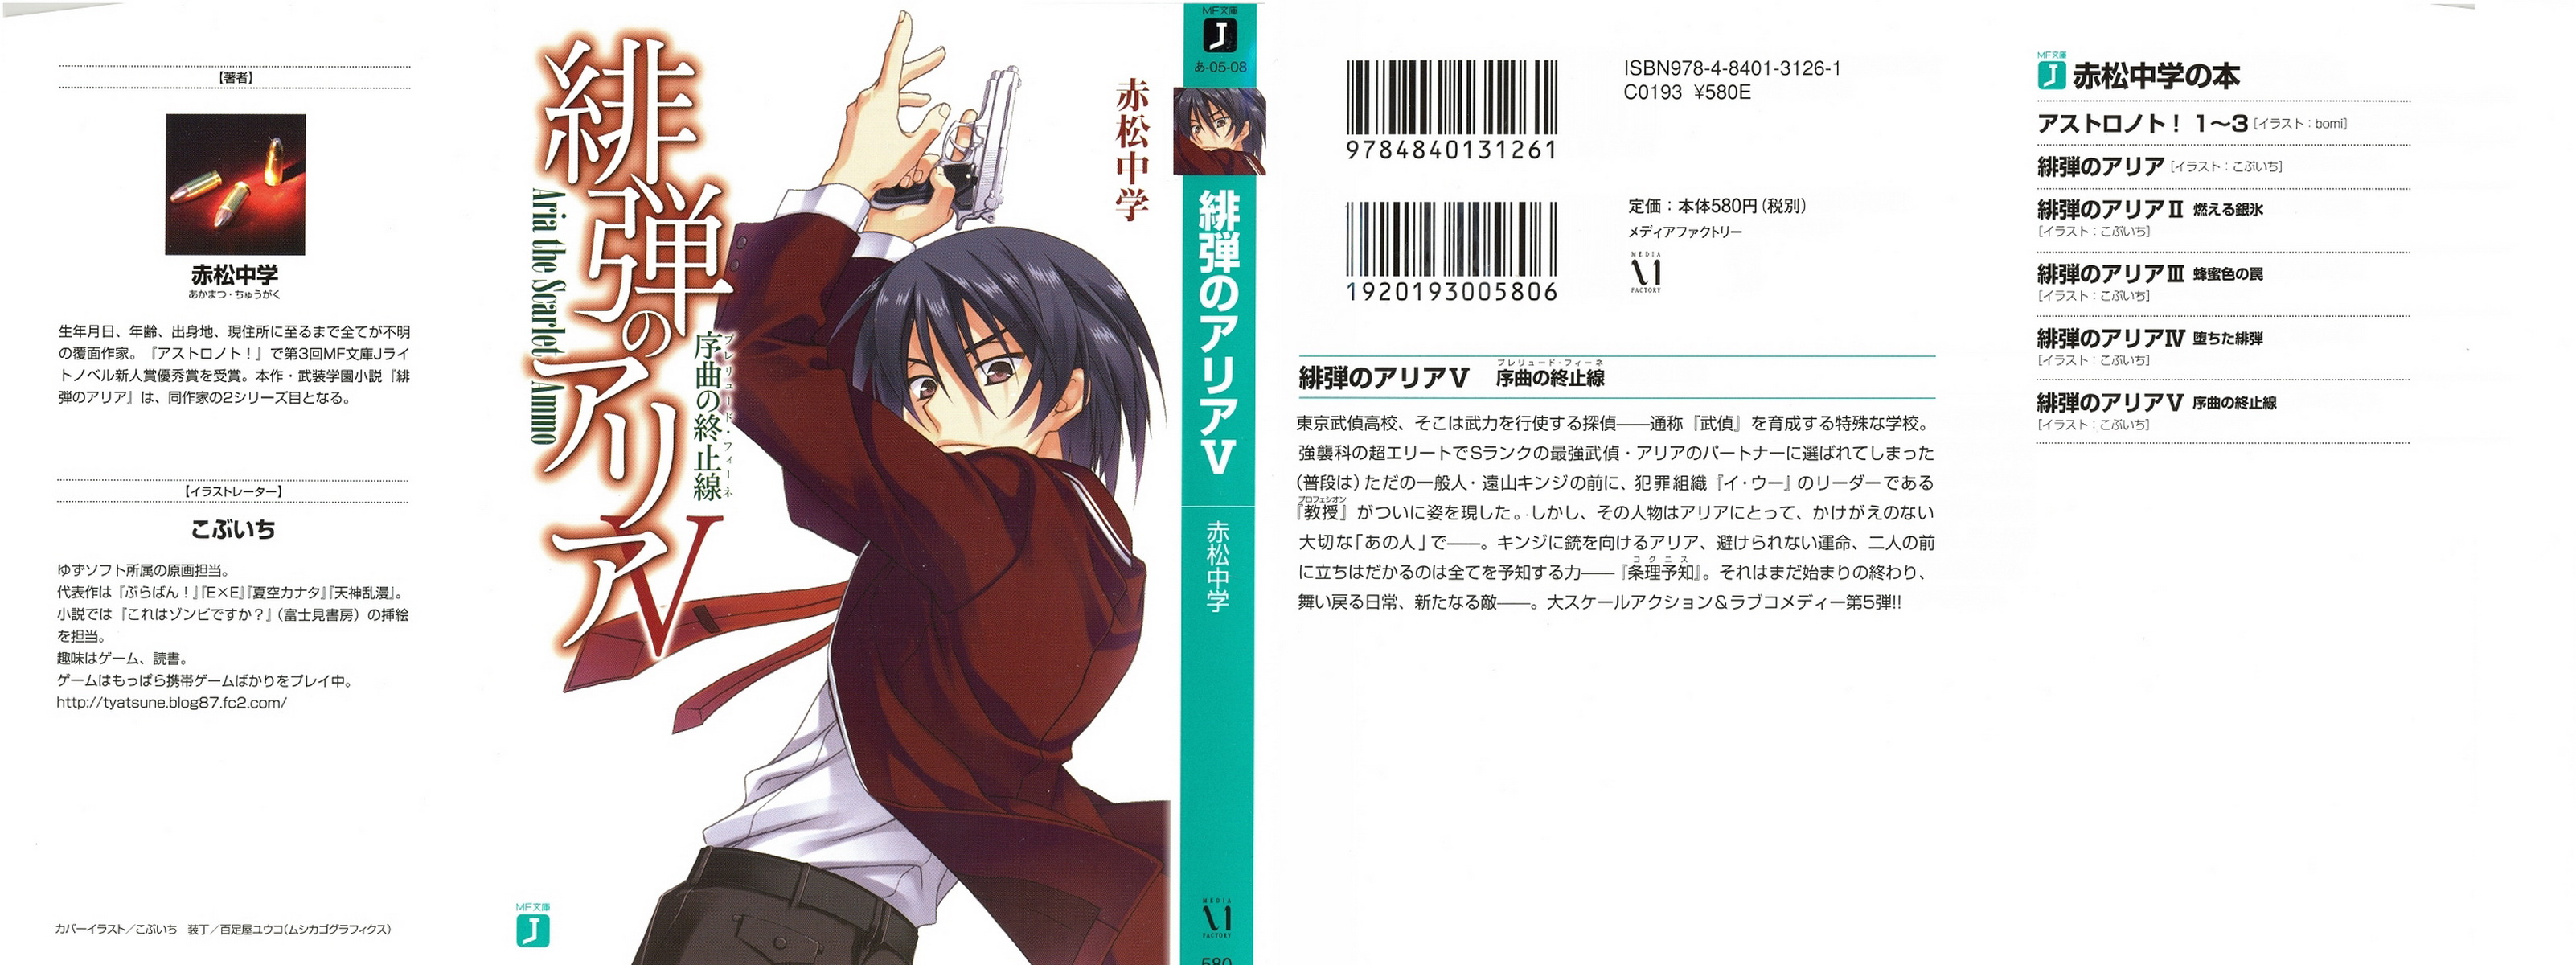 【著者】
赤松中学
あかまつ・ちゅうがく
生年月日、年齢、出身地、現住所に至るまで全てが不明
の覆面作家。『アストロノト！』で第3回MF文庫Jライ
トノベル新人賞優秀賞を受賞。本作・武装学園小説『緋
弾のアリア』は、同作家の2シリーズ目となる。
【イラストレーター】
こぶいち
ゆずソフト所属の原画担当。
代表作は『ぶらばん！』『E×E』『夏空カナタ』『天神乱漫』。
小説では『これはゾンビですか？』（富士見書房）の挿絵
を担当。
趣味はゲーム、読書。
ゲームはもっぱら携帯ゲームばかりをプレイ中。
http://tyatsune.blog87.fc2.com/
カバーイラスト／こぶいち　装丁／百足屋ユウコ（ムシカゴグラフィクス）
緋弾のアリア
Aria the Scarlet Ammo
V
序曲の終止線
プレリュード・フィーネ
赤松中学
MF文庫
J
MF文庫
J
あ-05-08
緋弾のアリアV
赤松中学
MEDIA
FACTORY
580
9784840131261
ISBN978-4-8401-3126-1
C0193 ¥580E
1920193005806
定価：本体580円（税別）
メディアファクトリー
MEDIA
FACTORY
プレリュード・フィーネ
緋弾のアリアV　序曲の終止線
東京武偵高校、そこは武力を行使する探偵――通称『武偵』を育成する特殊な学校。
強襲科の超エリートでSランクの最強武偵・アリアのパートナーに選ばれてしまった
（普段は）ただの一般人・遠山キンジの前に、犯罪組織『イ・ウー』のリーダーである
プロフェシオン
『教授』がついに姿を現した。しかし、その人物はアリアにとって、かけがえのない
大切な「あの人」で――。キンジに銃を向けるアリア、避けられない運命、二人の前
コグニス
に立ちはだかるのは全てを予知する力――『条理予知』。それはまだ始まりの終わり、
舞い戻る日常、新たなる敵――。大スケールアクション＆ラブコメディー第5弾!!
MF文庫
J 赤松中学の本
アストロノト！ 1～3［イラスト：bomi］
緋弾のアリア［イラスト：こぶいち］
緋弾のアリアII 燃える銀氷
［イラスト：こぶいち］
緋弾のアリアIII 蜂蜜色の罠
［イラスト：こぶいち］
緋弾のアリアIV 堕ちた緋弾
［イラスト：こぶいち］
緋弾のアリアV 序曲の終止線
［イラスト：こぶいち］